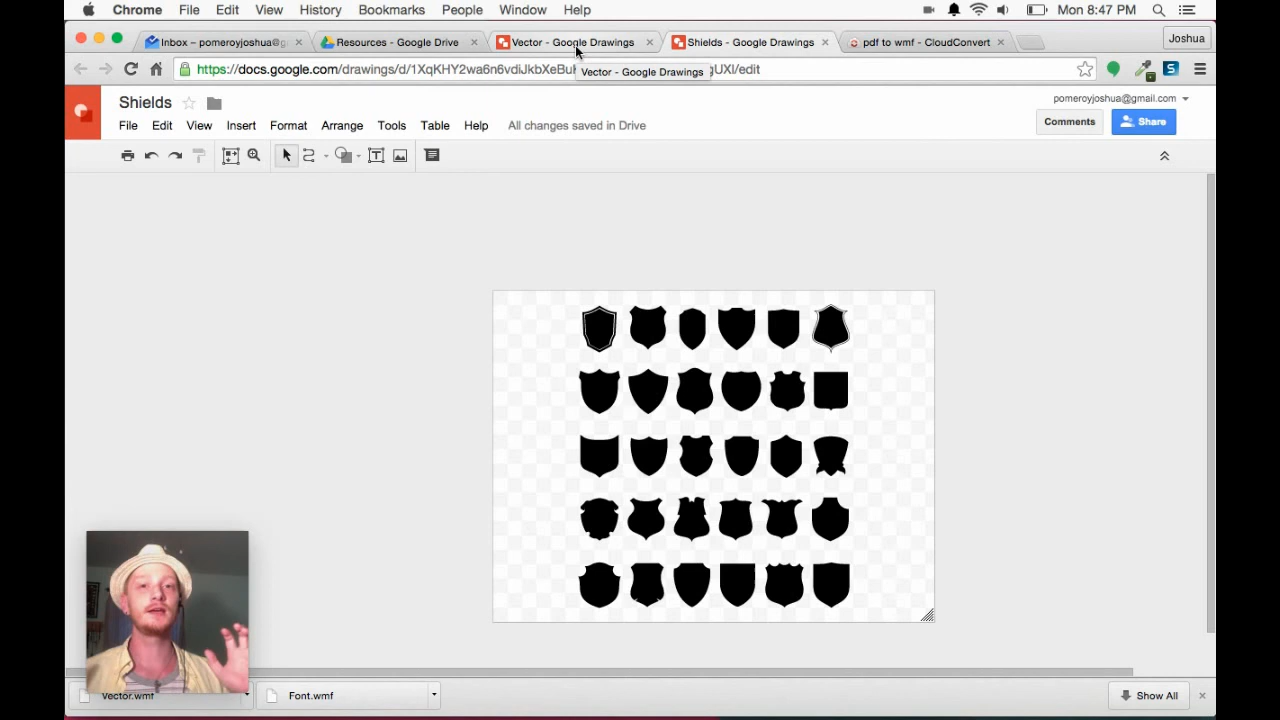 Chrome File Edit View History Bookmarks People Window Help Mon 8:47 PM
Inbox – pomeroyjoshua@g Resources - Google Drive Vector - Google Drawings Shields - Google Drawings pdf to wmf - CloudConvert Joshua
https://docs.google.com/drawings/d/1XqKHY2wa6n6vdiJkbXeBu gUXI/edit
Vector - Google Drawings
Shields pomeroyjoshua@gmail.com
File Edit View Insert Format Arrange Tools Table Help All changes saved in Drive Comments Share
Vector.wmf Font.wmf Show All